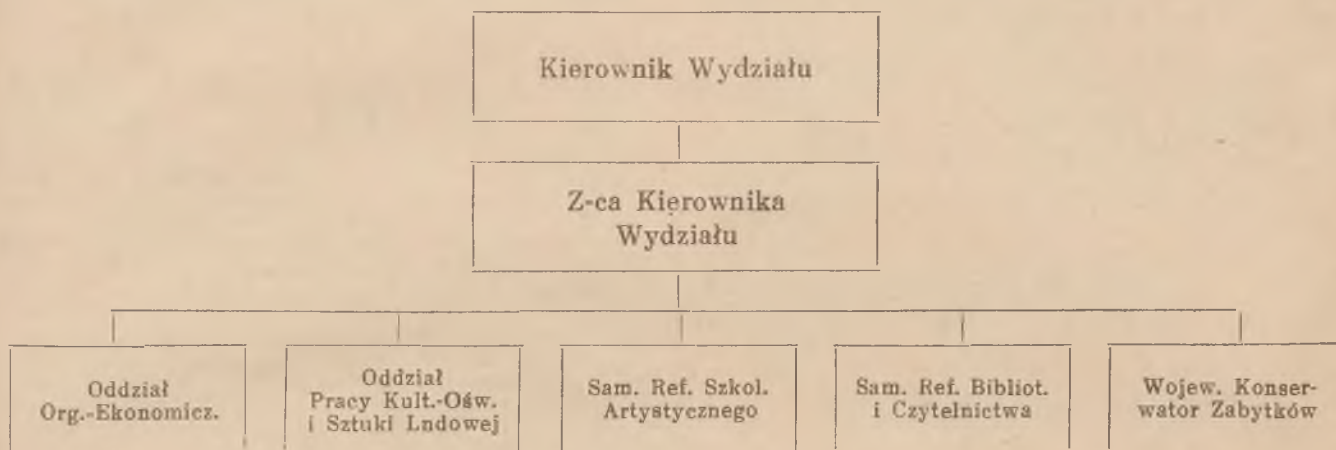 Kierownik Wydziału
Z-ca Kierownika
Wydziału
Oddział
Org.-Ekonomicz.
Oddział
Pracy Kult.-Ośw.
i Sztuki Lndowej
Sam. Ref. Szkol.
Artystycznego
Sam. Ref. Bibliot.
i Czytelnictwa
Wojew. Konser-
wator Zabytków